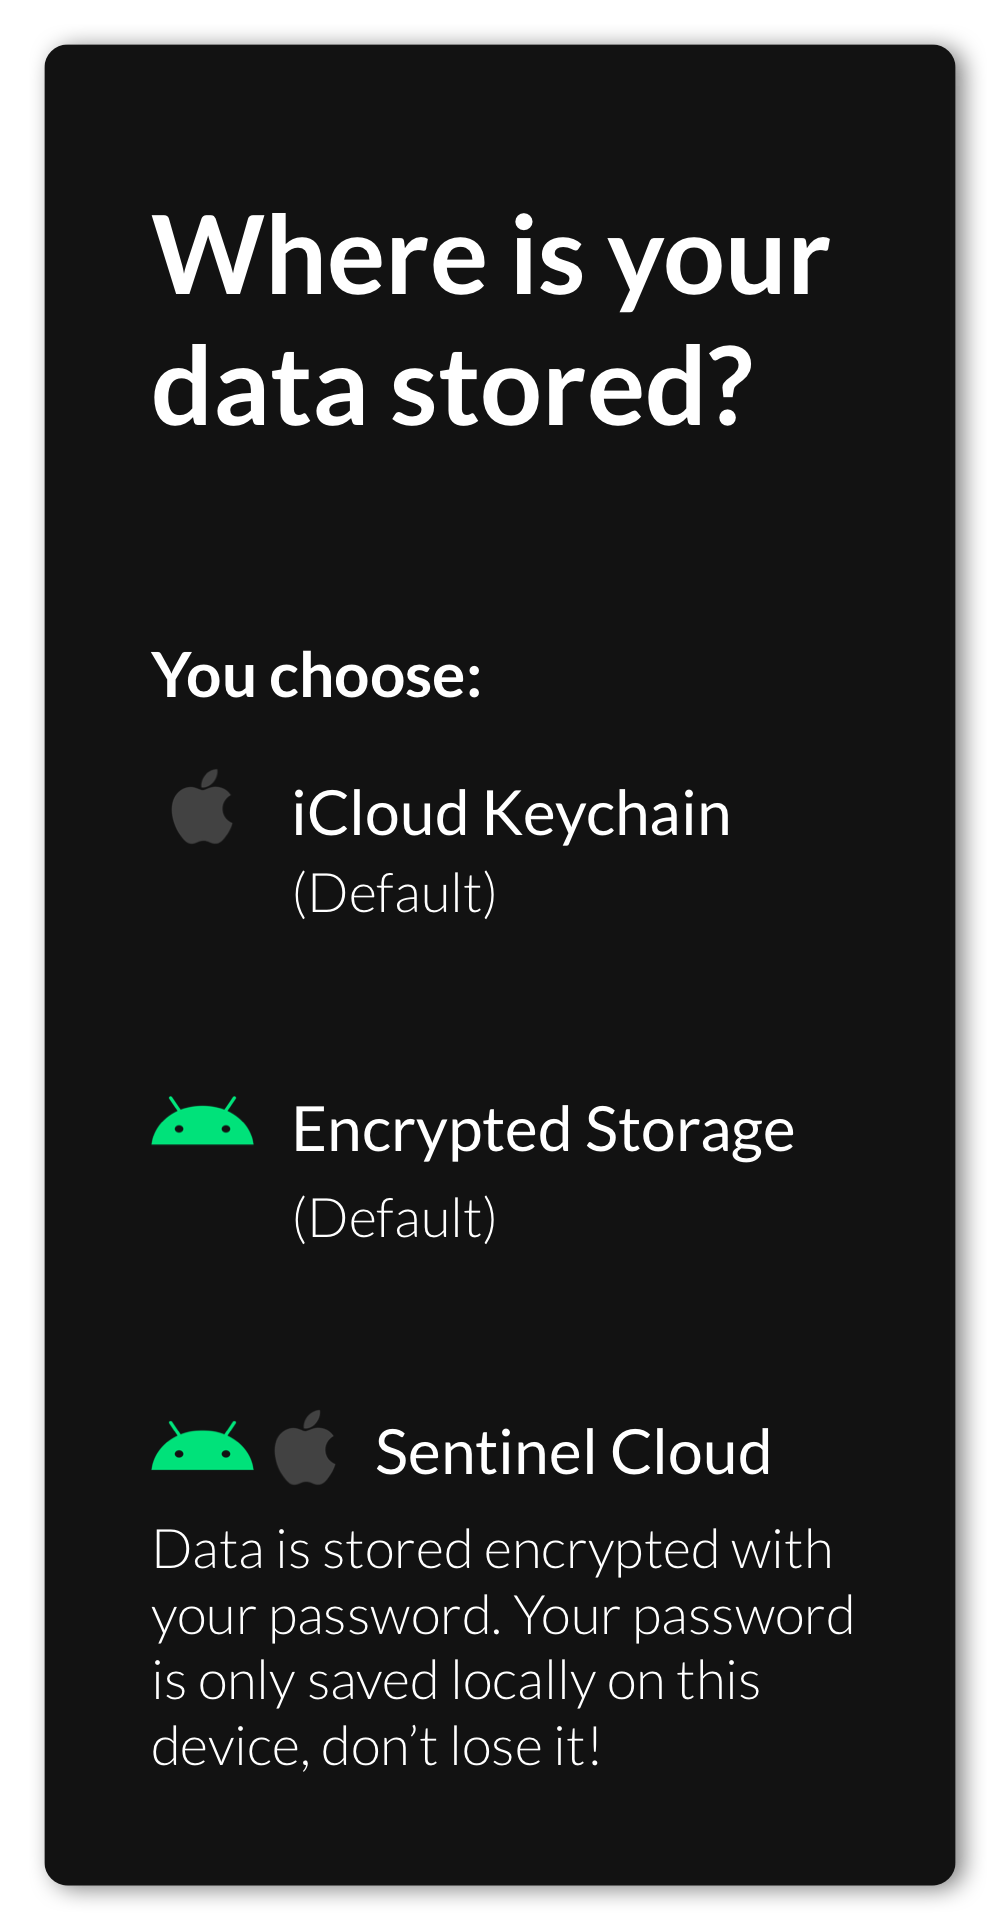 Where is your
data stored?
You choose:
iCloud Keychain
(Default)
Encrypted Storage
(Default)
Sentinel Cloud
Data is stored encrypted with
your password. Your password
is only saved locally on this
device, don’t lose it!